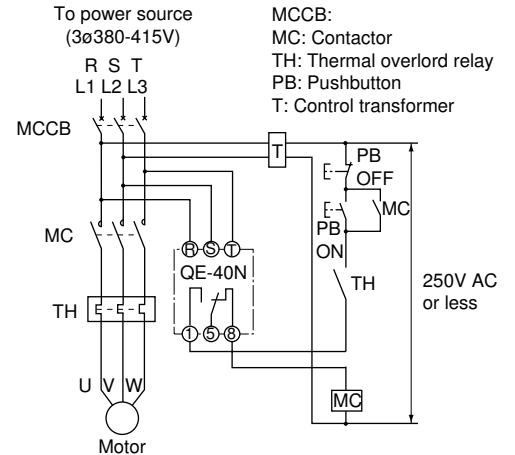 To power source
(3ø380-415V)
R S T
L1 L2 L3
MCCB
MCCB:
MC: Contactor
TH: Thermal overlord relay
PB: Pushbutton
T: Control transformer
T
PB
OFF
MC
PB
ON
MC
R S T
QE-40N
TH
250V AC
or less
TH
1 5 8
U V W
MC
Motor